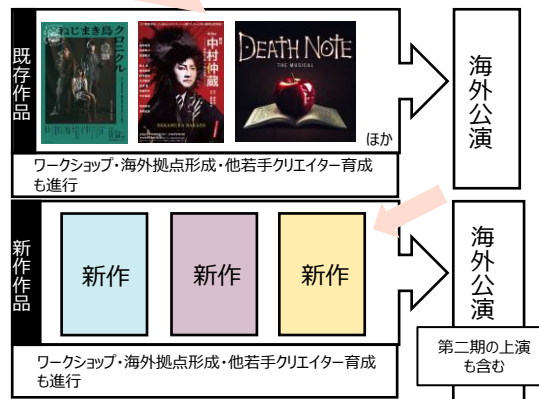 既存作品
ねじまき鳥
クロニクル
中村仲蔵
NAKAMURA NAKAZO
DEATH NOTE
THE MUSICAL
ほか
ワークショップ・海外拠点形成・他若手クリエイター育成
も進行
海外公演
新作作品
新作
新作
新作
ワークショップ・海外拠点形成・他若手クリエイター育成
も進行
海外公演
第二期の上演
も含む